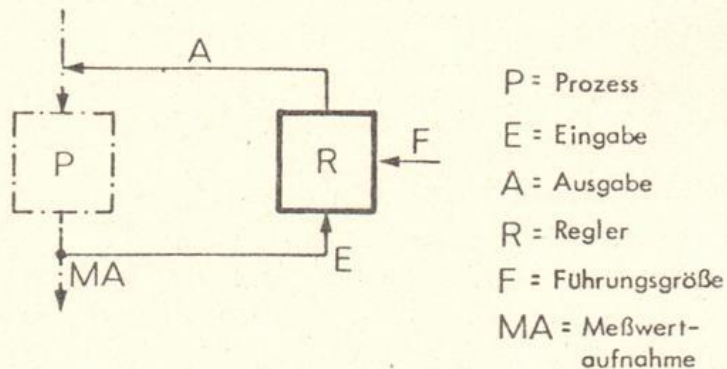 A
P
R
F
E
MA
P = Prozess
E = Eingabe
A = Ausgabe
R = Regler
F = Führungsgröße
MA = Meßwert-
aufnahme